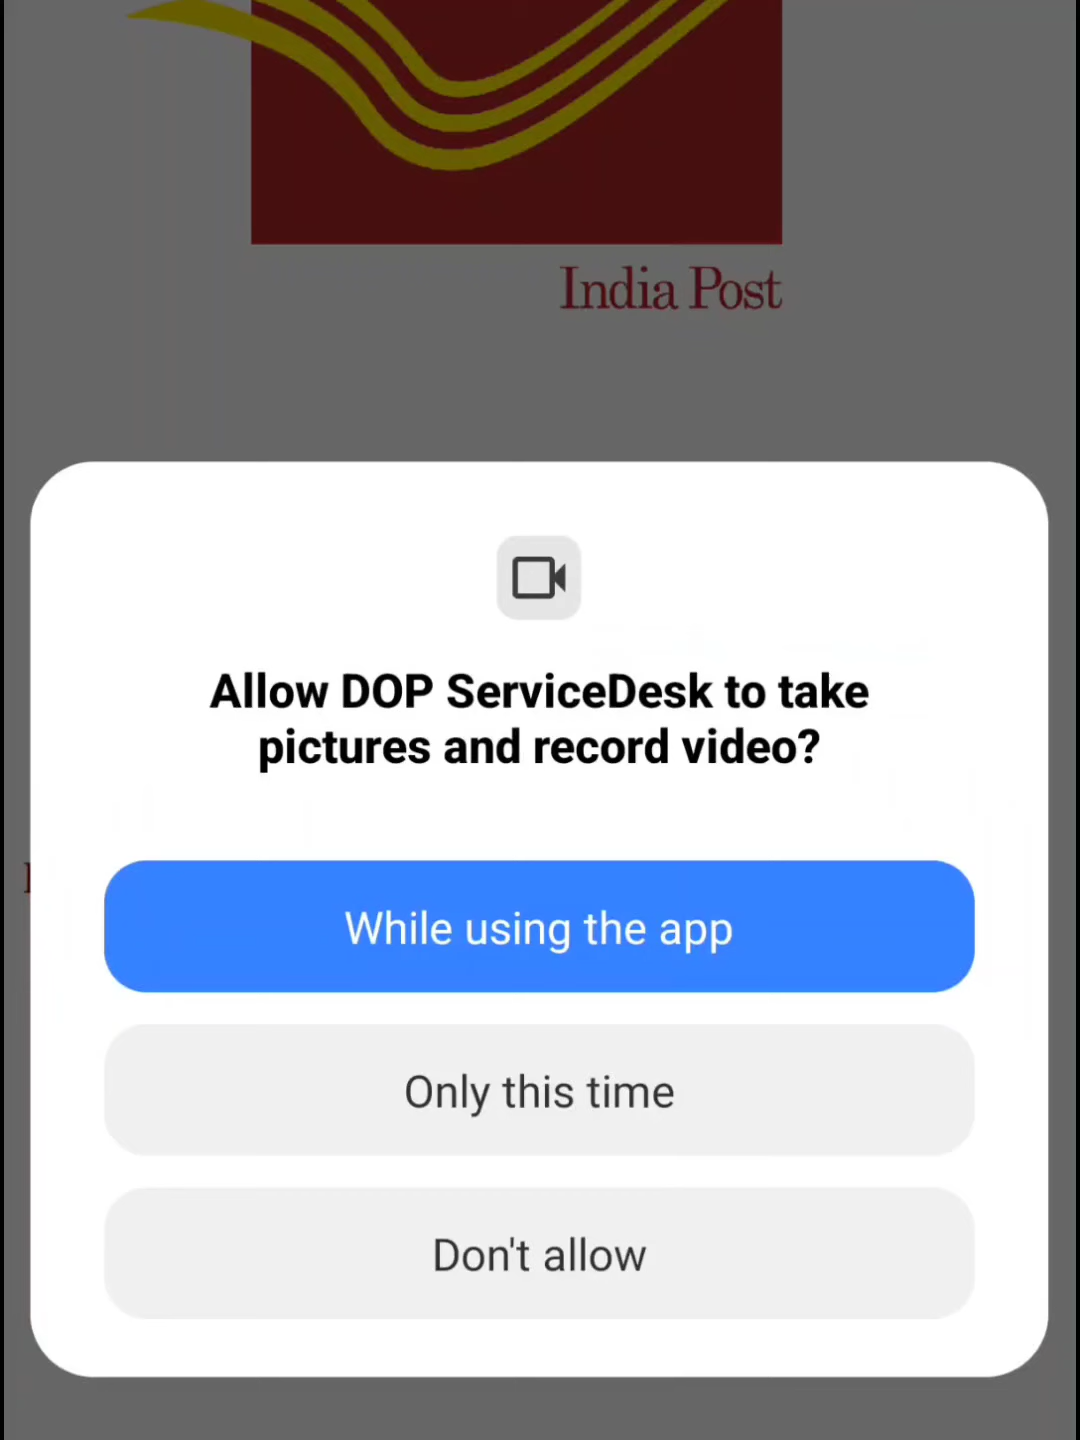 India Post
Allow DOP ServiceDesk to take
pictures and record video?
While using the app
Only this time
Don't allow